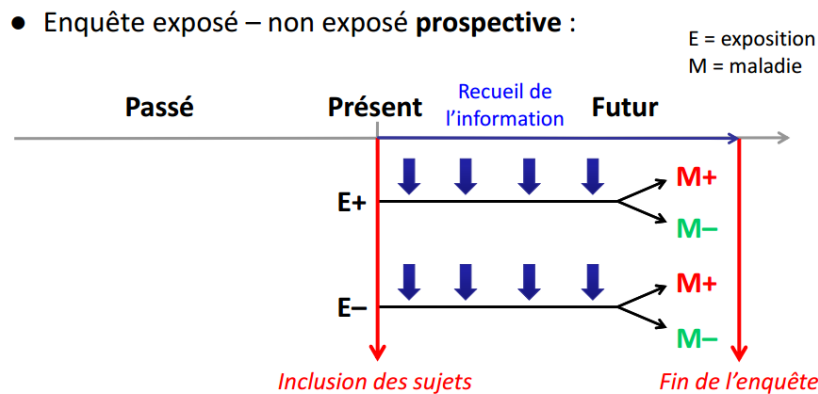 ● Enquête exposé – non exposé prospective :
E = exposition
M = maladie
Passé
Présent
Recueil de
l'information
Futur
E+
M+
M–
E–
M+
M–
Inclusion des sujets
Fin de l'enquête